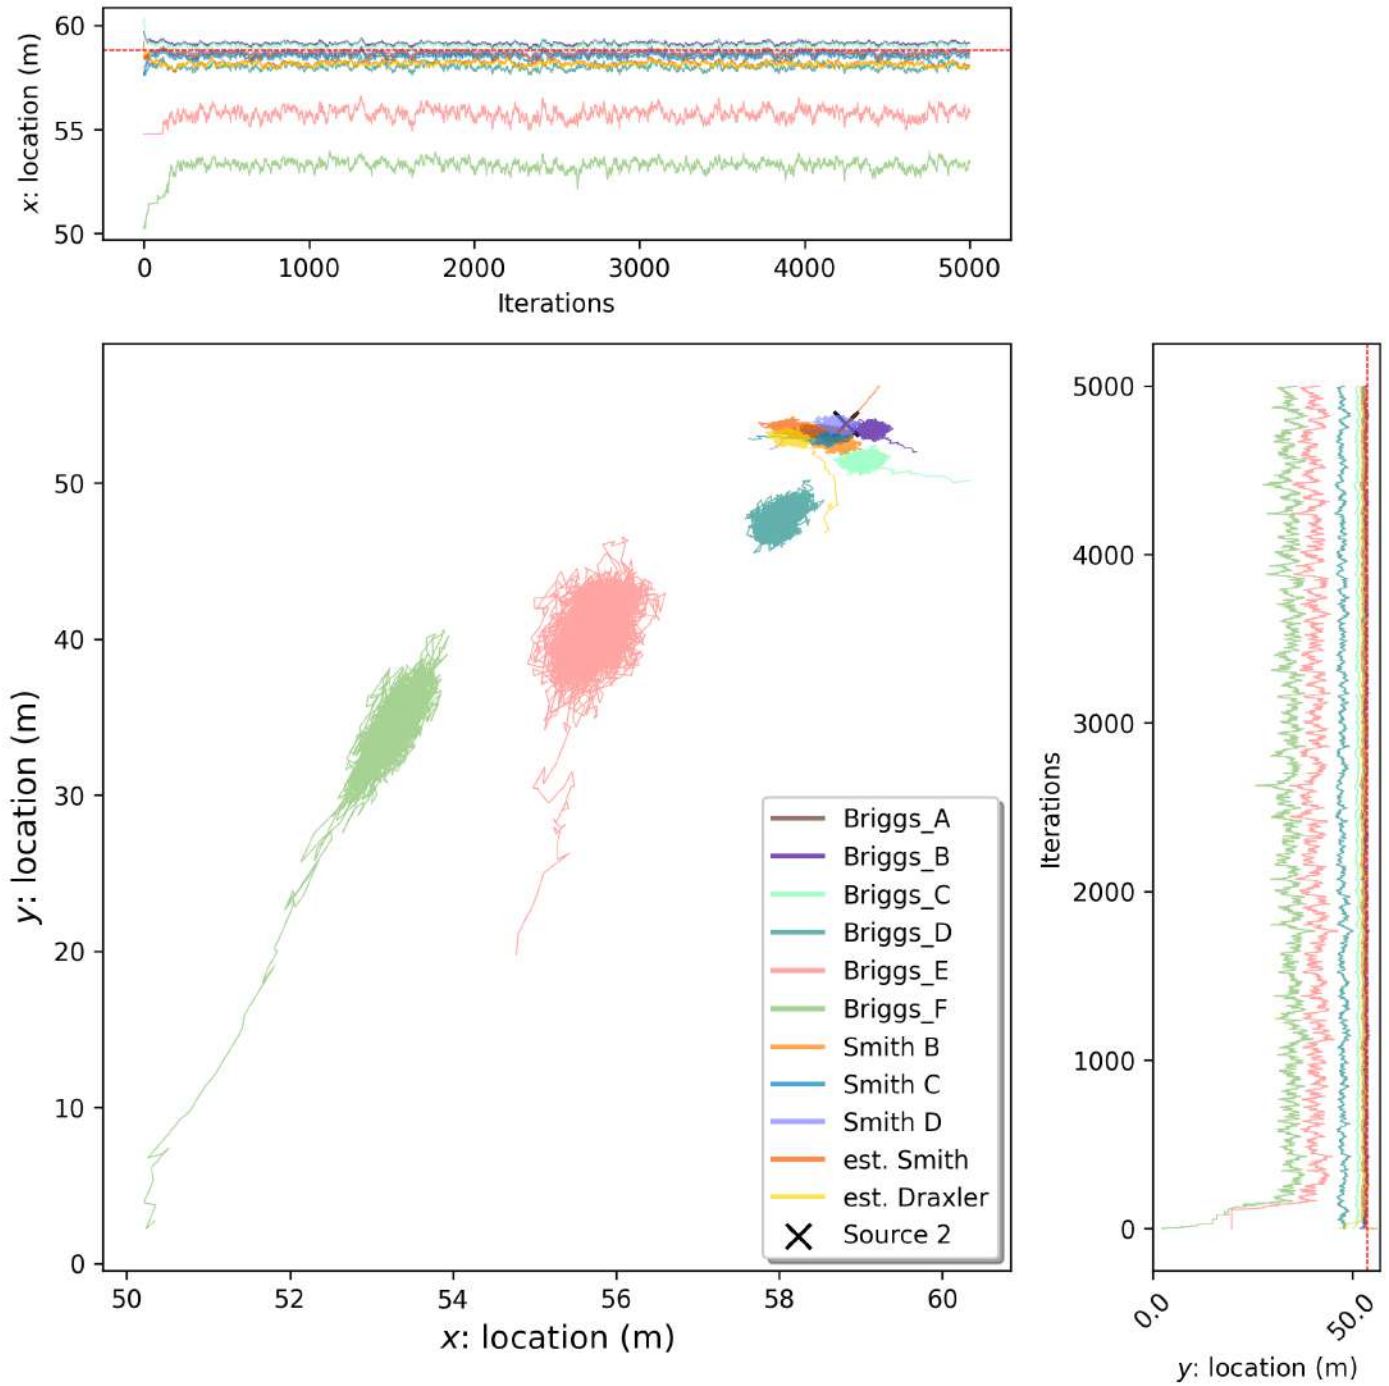 60
55
50
x: location (m)
0 1000 2000 3000 4000 5000
Iterations
50
40
30
20
10
0
y: location (m)
50 52 54 56 58 60
x: location (m)
Briggs_A
Briggs_B
Briggs_C
Briggs_D
Briggs_E
Briggs_F
Smith B
Smith C
Smith D
est. Smith
est. Draxler
Source 2
5000
4000
3000
2000
1000
0
Iterations
0.0 50.0
y: location (m)